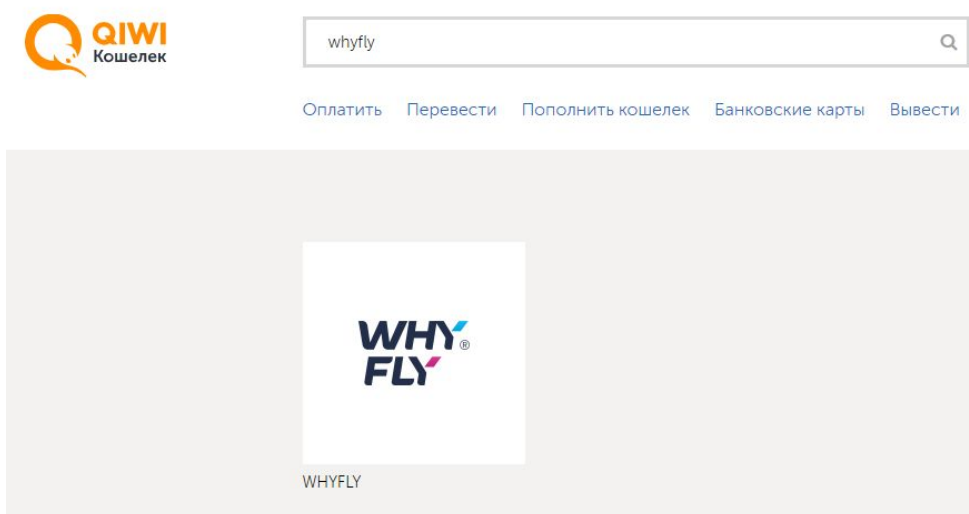 QIWI
Кошелек
whyfly
Оплатить Перевести Пополнить кошелек Банковские карты Вывести
WHY®
FLY
WHYFLY